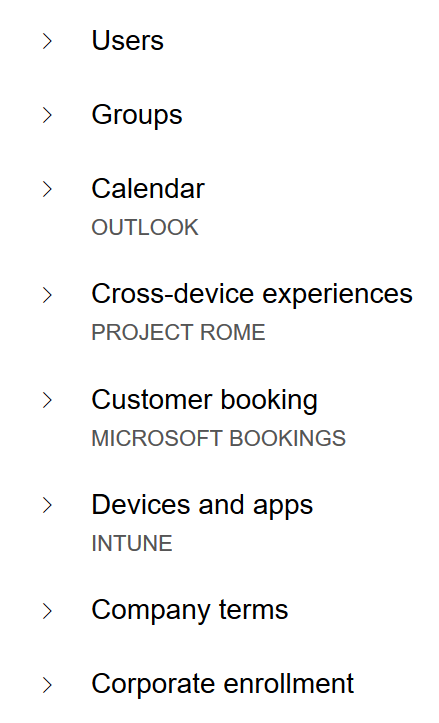 Users
Groups
Calendar
OUTLOOK
Cross-device experiences
PROJECT ROME
Customer booking
MICROSOFT BOOKINGS
Devices and apps
INTUNE
Company terms
Corporate enrollment